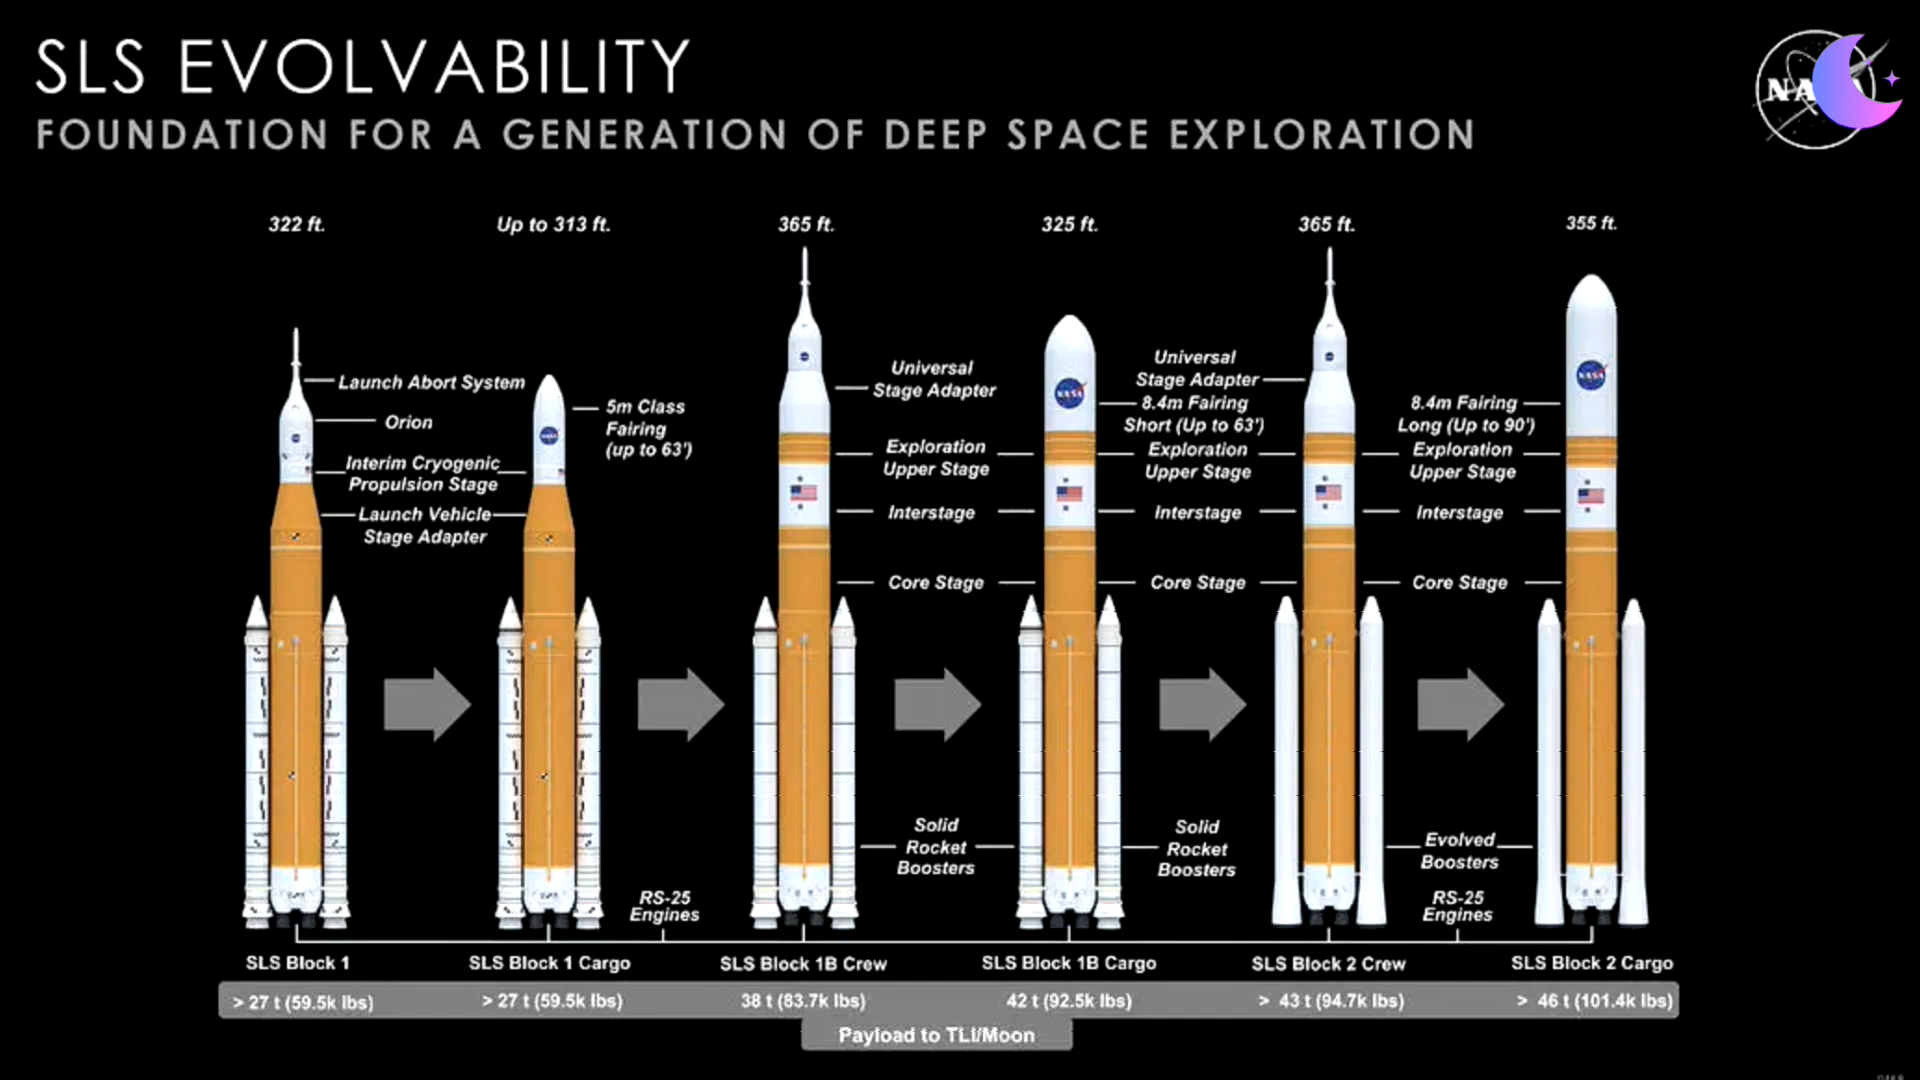 SLS EVOLVABILITY
FOUNDATION FOR A GENERATION OF DEEP SPACE EXPLORATION
322 ft.
Up to 313 ft.
365 ft.
325 ft.
365 ft.
355 ft.
Launch Abort System
Orion
Interim Cryogenic
Propulsion Stage
Launch Vehicle
Stage Adapter
5m Class
Fairing
(up to 63')
Universal
Stage Adapter
Exploration
Upper Stage
Interstage
Core Stage
Solid
Rocket
Boosters
NASA
Universal
Stage Adapter
8.4m Fairing
Short (Up to 63')
Exploration
Upper Stage
Interstage
Core Stage
Solid
Rocket
Boosters
8.4m Fairing
Long (Up to 90')
Exploration
Upper Stage
Interstage
Core Stage
Evolved
Boosters
NASA
RS-25
Engines
RS-25
Engines
SLS Block 1
SLS Block 1 Cargo
SLS Block 1B Crew
SLS Block 1B Cargo
SLS Block 2 Crew
SLS Block 2 Cargo
> 27 t (59.5k lbs)
> 27 t (59.5k lbs)
38 t (83.7k lbs)
42 t (92.5k lbs)
> 43 t (94.7k lbs)
> 46 t (101.4k lbs)
Payload to TLI/Moon